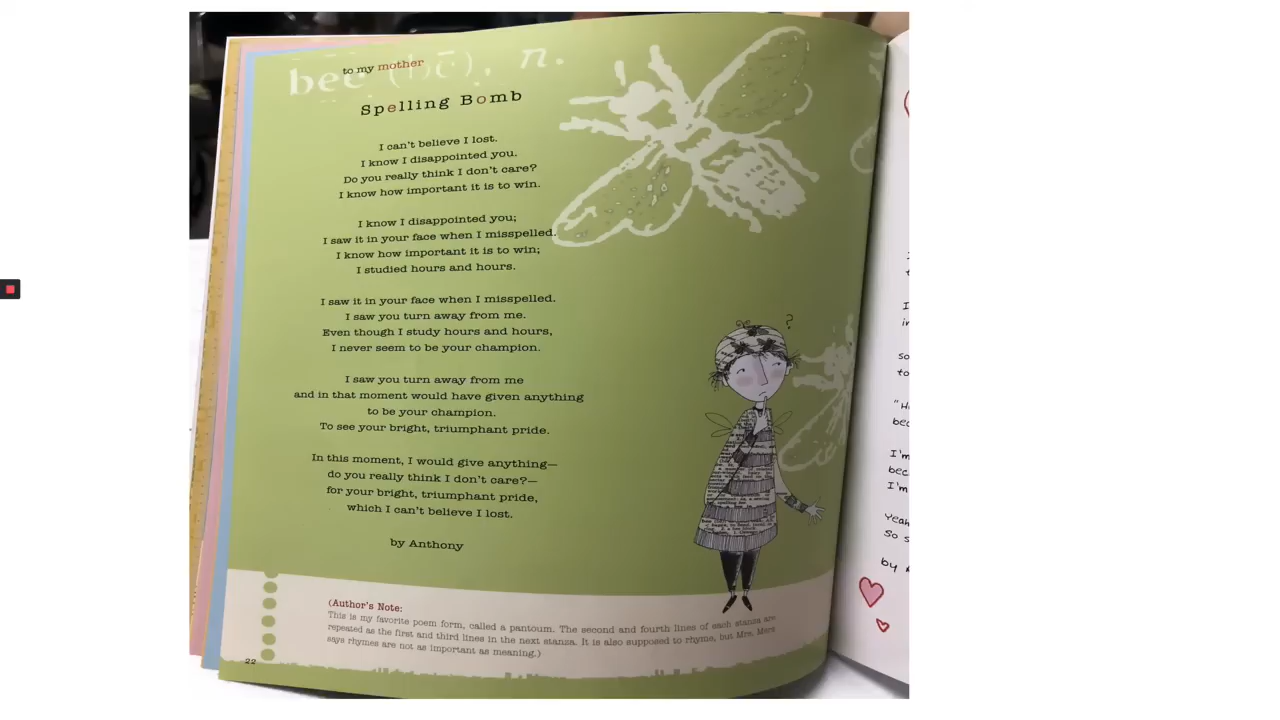 bee (bē), n.
to my mother
Spelling Bomb
I can't believe I lost.
I know I disappointed you.
Do you really think I don't care?
I know how important it is to win.
I know I disappointed you;
I saw it in your face when I misspelled.
I know how important it is to win;
I studied hours and hours.
I saw it in your face when I misspelled.
I saw you turn away from me.
Even though I study hours and hours,
I never seem to be your champion.
I saw you turn away from me
and in that moment would have given anything
to be your champion.
To see your bright, triumphant pride.
In this moment, I would give anything—
do you really think I don't care?—
for your bright, triumphant pride,
which I can't believe I lost.
by Anthony
?
(Author's Note:
This is my favorite poem form, called a pantoum. The second and fourth lines of each stanza are
repeated as the first and third lines in the next stanza. It is also supposed to rhyme, but Mrs. Merz
says rhymes are not as important as meaning.)
22
"H
I'm
bec
I'm
Yeah
So s
by